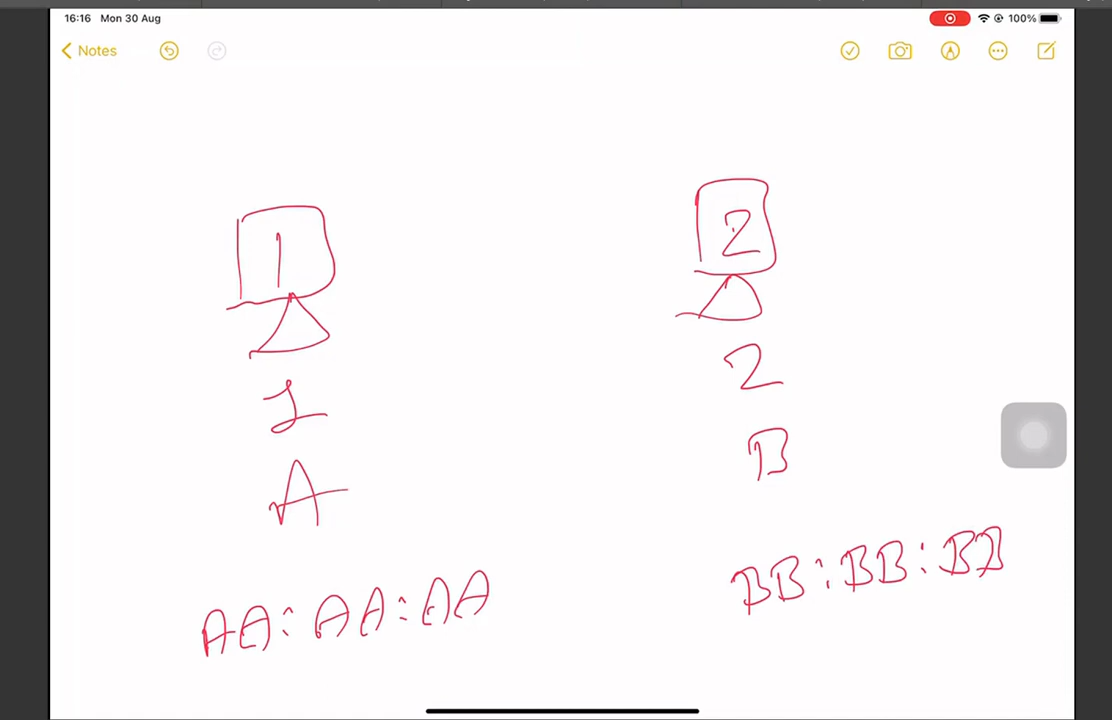 16:16 Mon 30 Aug 100%
Notes
1 2
1 2
A B
AA:AA:AA BB:BB:BB